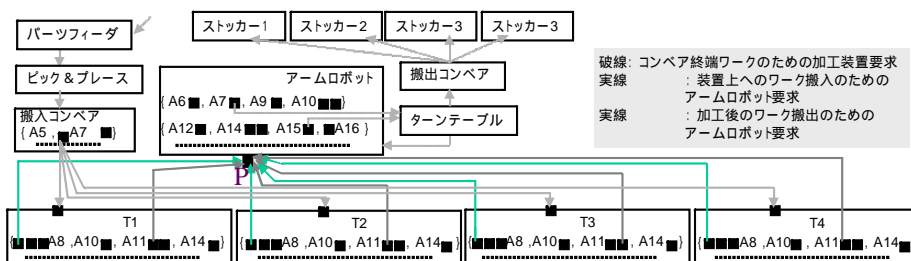 パーツフィーダ
ストッカー1
ストッカー2
ストッカー3
ストッカー3
ピック&プレース
搬入コンベア
{ A5 , ■A7 ■}
アームロボット
{ A6■, A7■, A9■, A10■■}
{ A12■, A14■■, A15■, ■A16 }
搬出コンベア
ターンテーブル
破線: コンベア終端ワークのための加工装置要求
実線 : 装置上へのワーク搬入のための
アームロボット要求
実線 : 加工後のワーク搬出のための
アームロボット要求
P
T1
{■■■A8 ,A10■, A11■■, A14■}
T2
{■■■A8 ,A10■, A11■■, A14■}
T3
{■■■A8 ,A10■, A11■■, A14■}
T4
{■■■A8 ,A10■, A11■■, A14■